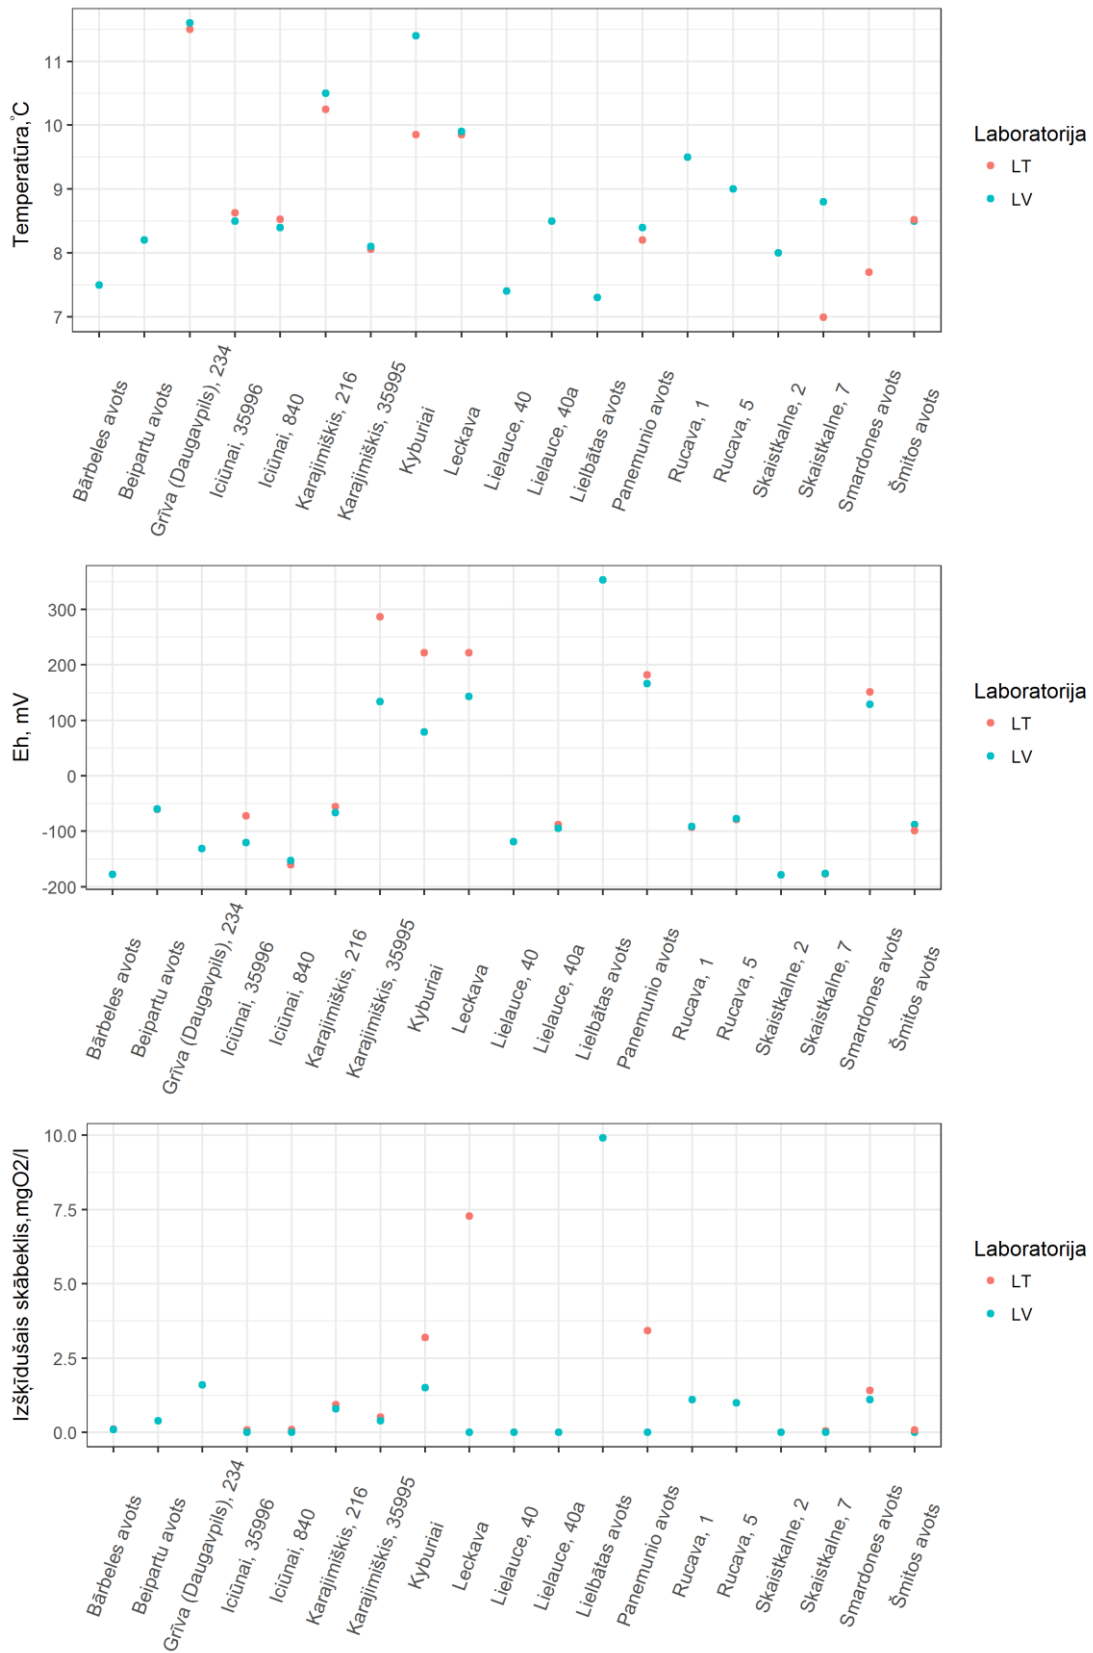 Temperatūra,°C
11
10
9
8
7
Bārbeles avots
Beipartu avots
Grīva (Daugavpils), 234
Iciūnai, 35996
Iciūnai, 840
Karajimiškis, 216
Karajimiškis, 35995
Kyburiai
Leckava
Lielauce, 40
Lielauce, 40a
Lielbātas avots
Panemunio avots
Rucava, 1
Rucava, 5
Skaistkalne, 2
Skaistkalne, 7
Smardones avots
Šmitos avots
Laboratorija
LT
LV
Eh, mV
300
200
100
0
-100
-200
Bārbeles avots
Beipartu avots
Grīva (Daugavpils), 234
Iciūnai, 35996
Iciūnai, 840
Karajimiškis, 216
Karajimiškis, 35995
Kyburiai
Leckava
Lielauce, 40
Lielauce, 40a
Lielbātas avots
Panemunio avots
Rucava, 1
Rucava, 5
Skaistkalne, 2
Skaistkalne, 7
Smardones avots
Šmitos avots
Laboratorija
LT
LV
Izšķīdušais skābeklis,mgO2/l
10.0
7.5
5.0
2.5
0.0
Bārbeles avots
Beipartu avots
Grīva (Daugavpils), 234
Iciūnai, 35996
Iciūnai, 840
Karajimiškis, 216
Karajimiškis, 35995
Kyburiai
Leckava
Lielauce, 40
Lielauce, 40a
Lielbātas avots
Panemunio avots
Rucava, 1
Rucava, 5
Skaistkalne, 2
Skaistkalne, 7
Smardones avots
Šmitos avots
Laboratorija
LT
LV